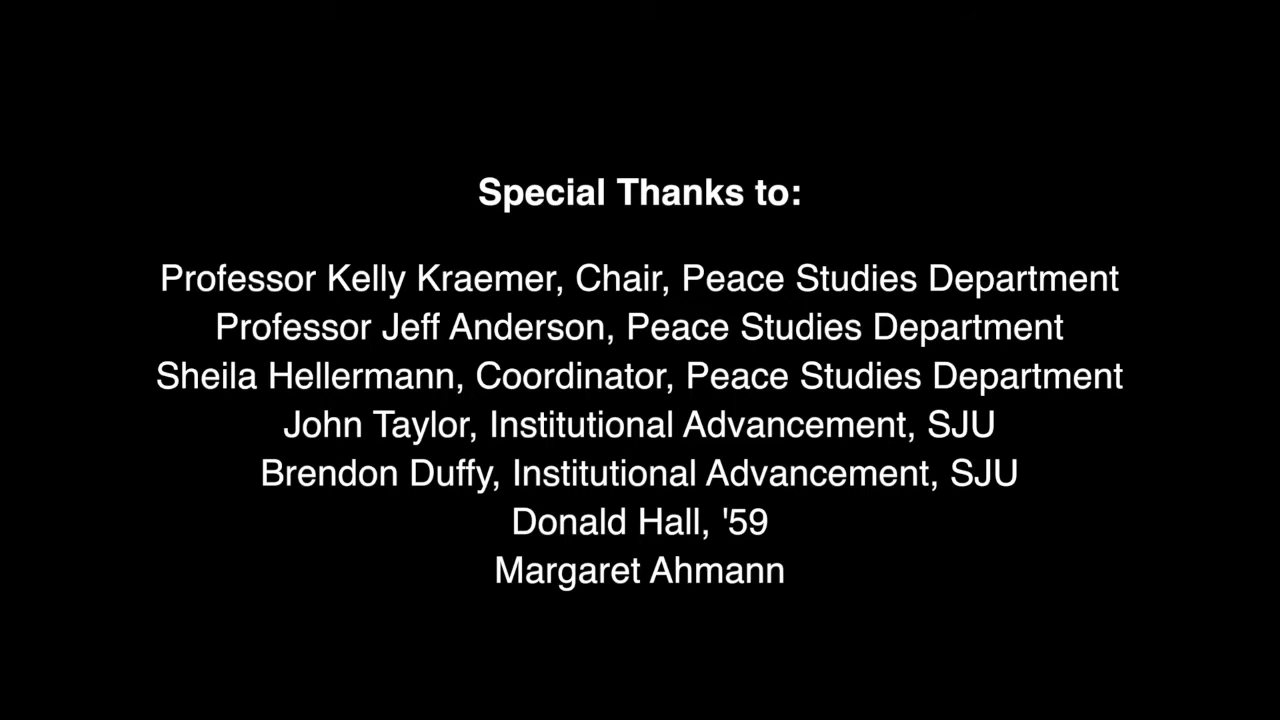 Special Thanks to:
Professor Kelly Kraemer, Chair, Peace Studies Department
Professor Jeff Anderson, Peace Studies Department
Sheila Hellermann, Coordinator, Peace Studies Department
John Taylor, Institutional Advancement, SJU
Brendon Duffy, Institutional Advancement, SJU
Donald Hall, '59
Margaret Ahmann